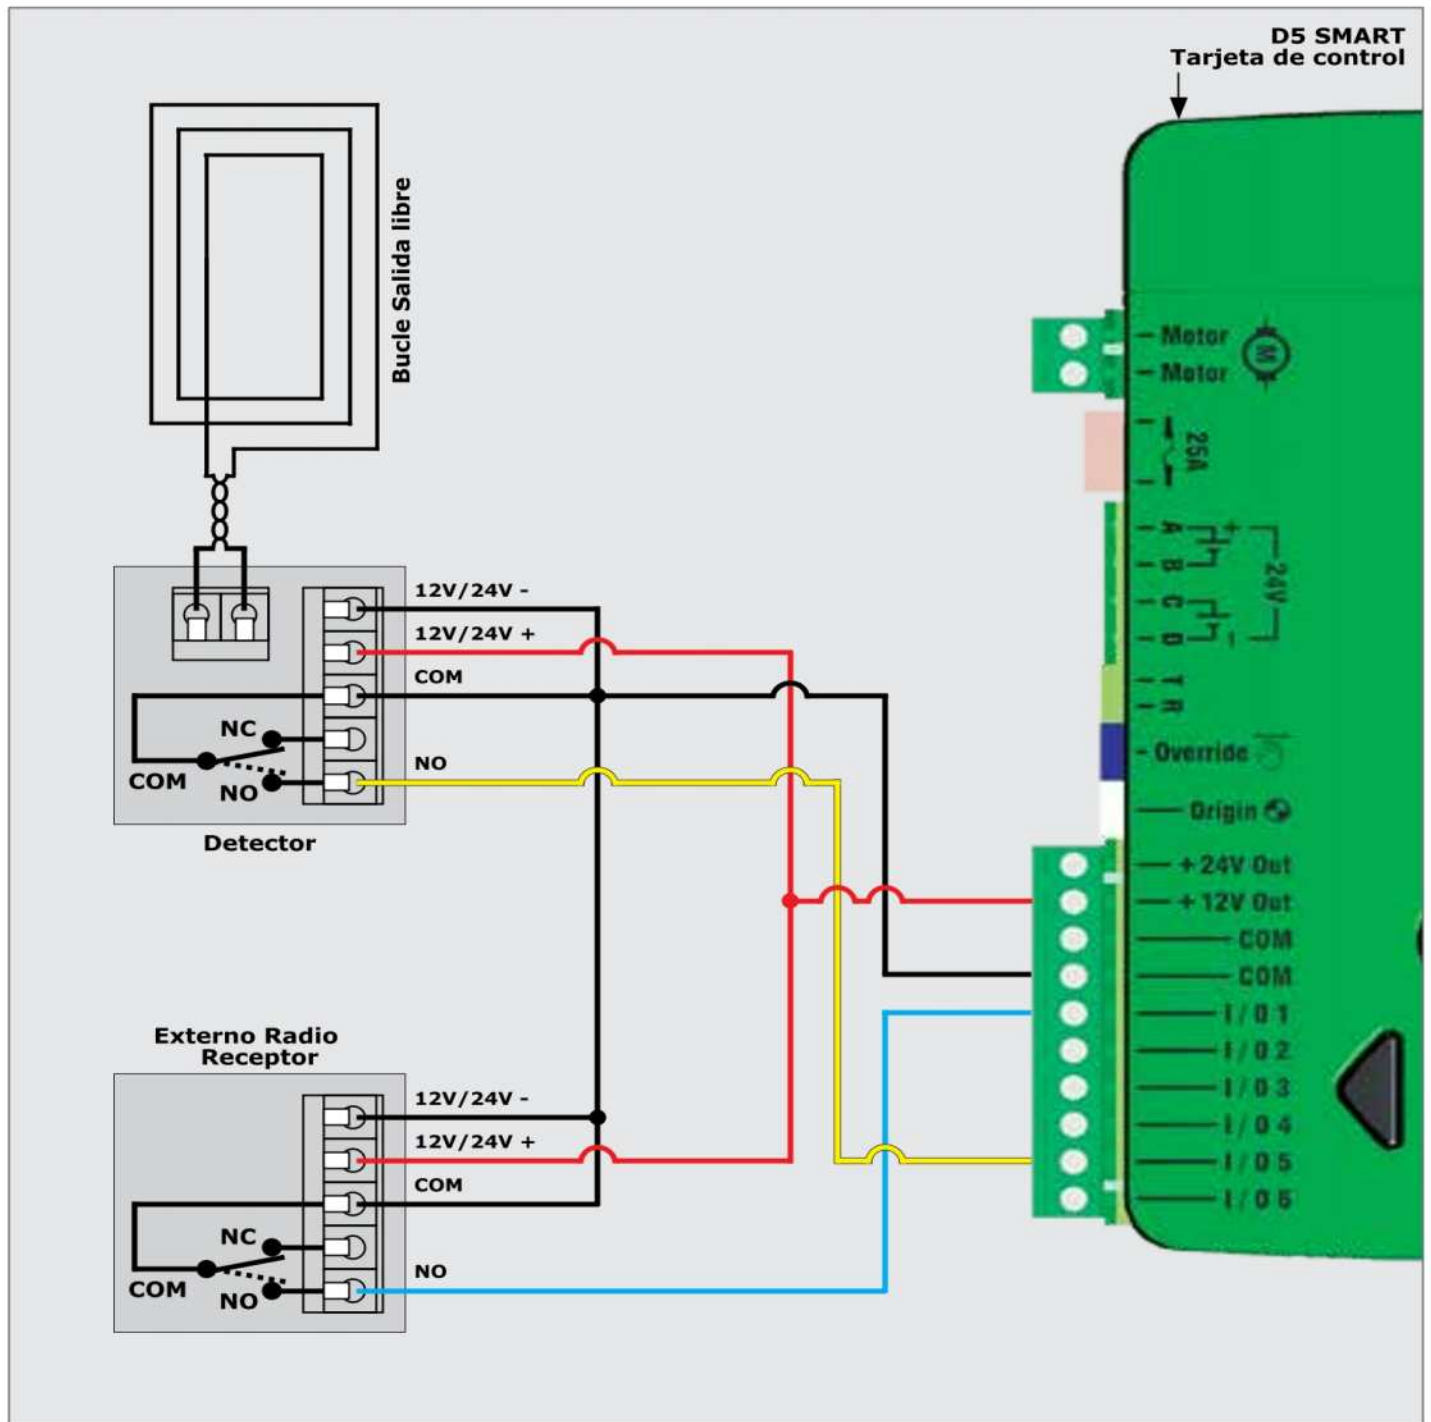 D5 SMART
Tarjeta de control
Bucle Salida libre
Motor
Motor
M
25A
A
B
C
D
+
-
24V
T
R
Override
Origin
+ 24V Out
+ 12V Out
COM
COM
I / O 1
I / O 2
I / O 3
I / O 4
I / O 5
I / O 6
12V/24V -
12V/24V +
COM
NC
NO
COM
NO
Detector
Externo Radio
Receptor
12V/24V -
12V/24V +
COM
NC
NO
COM
NO